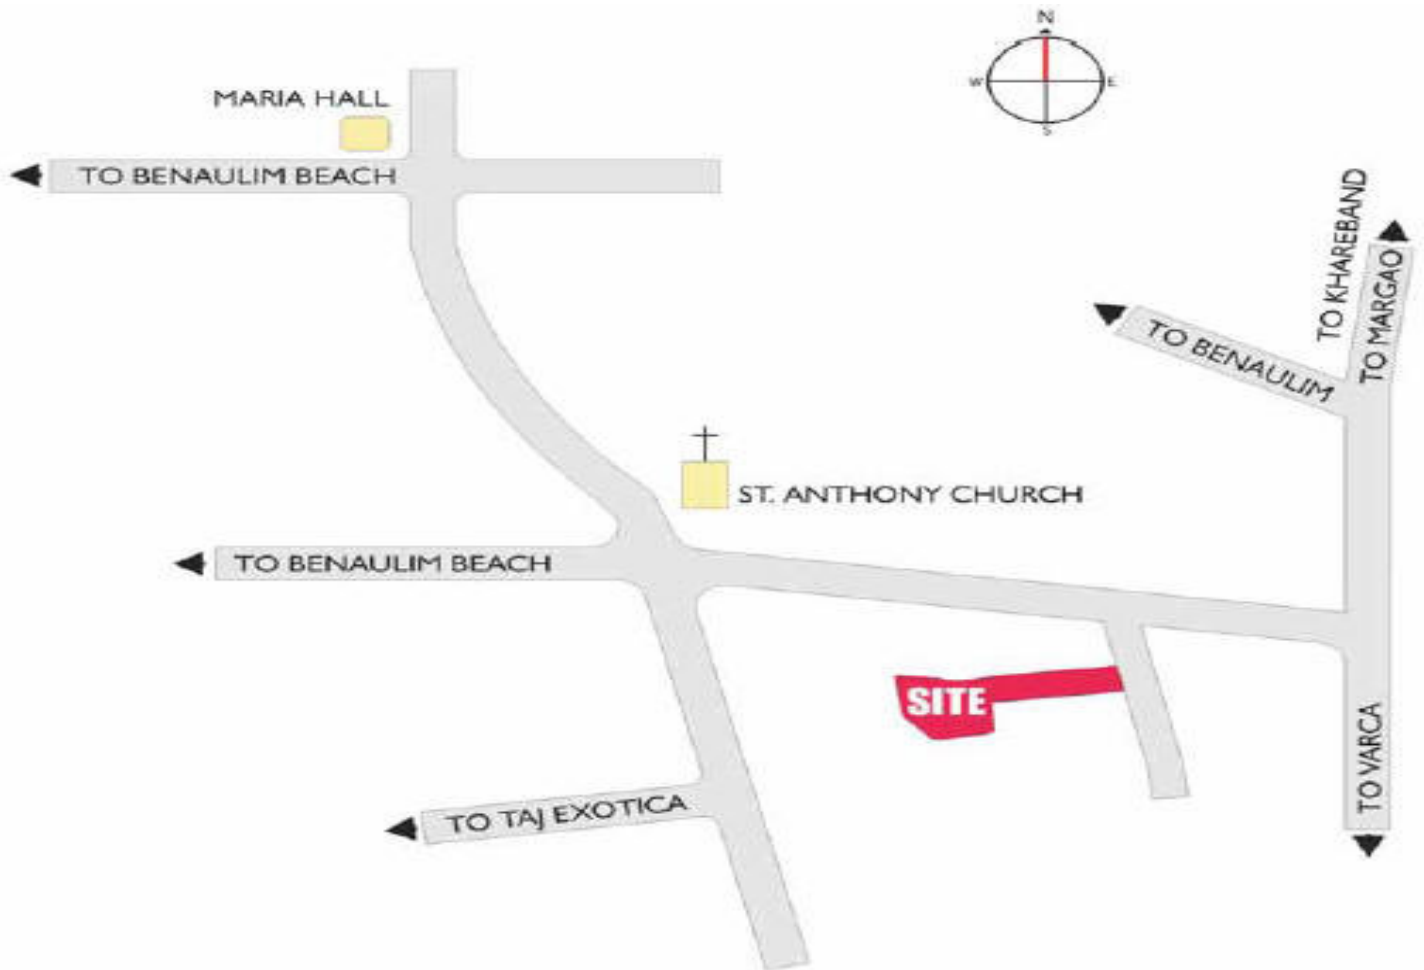 N
W
E
S
MARIA HALL
TO BENAULIM BEACH
TO KHAREBAND
TO MARGAO
TO BENAULIM
ST. ANTHONY CHURCH
TO BENAULIM BEACH
SITE
TO VARCA
TO TAJ EXOTICA